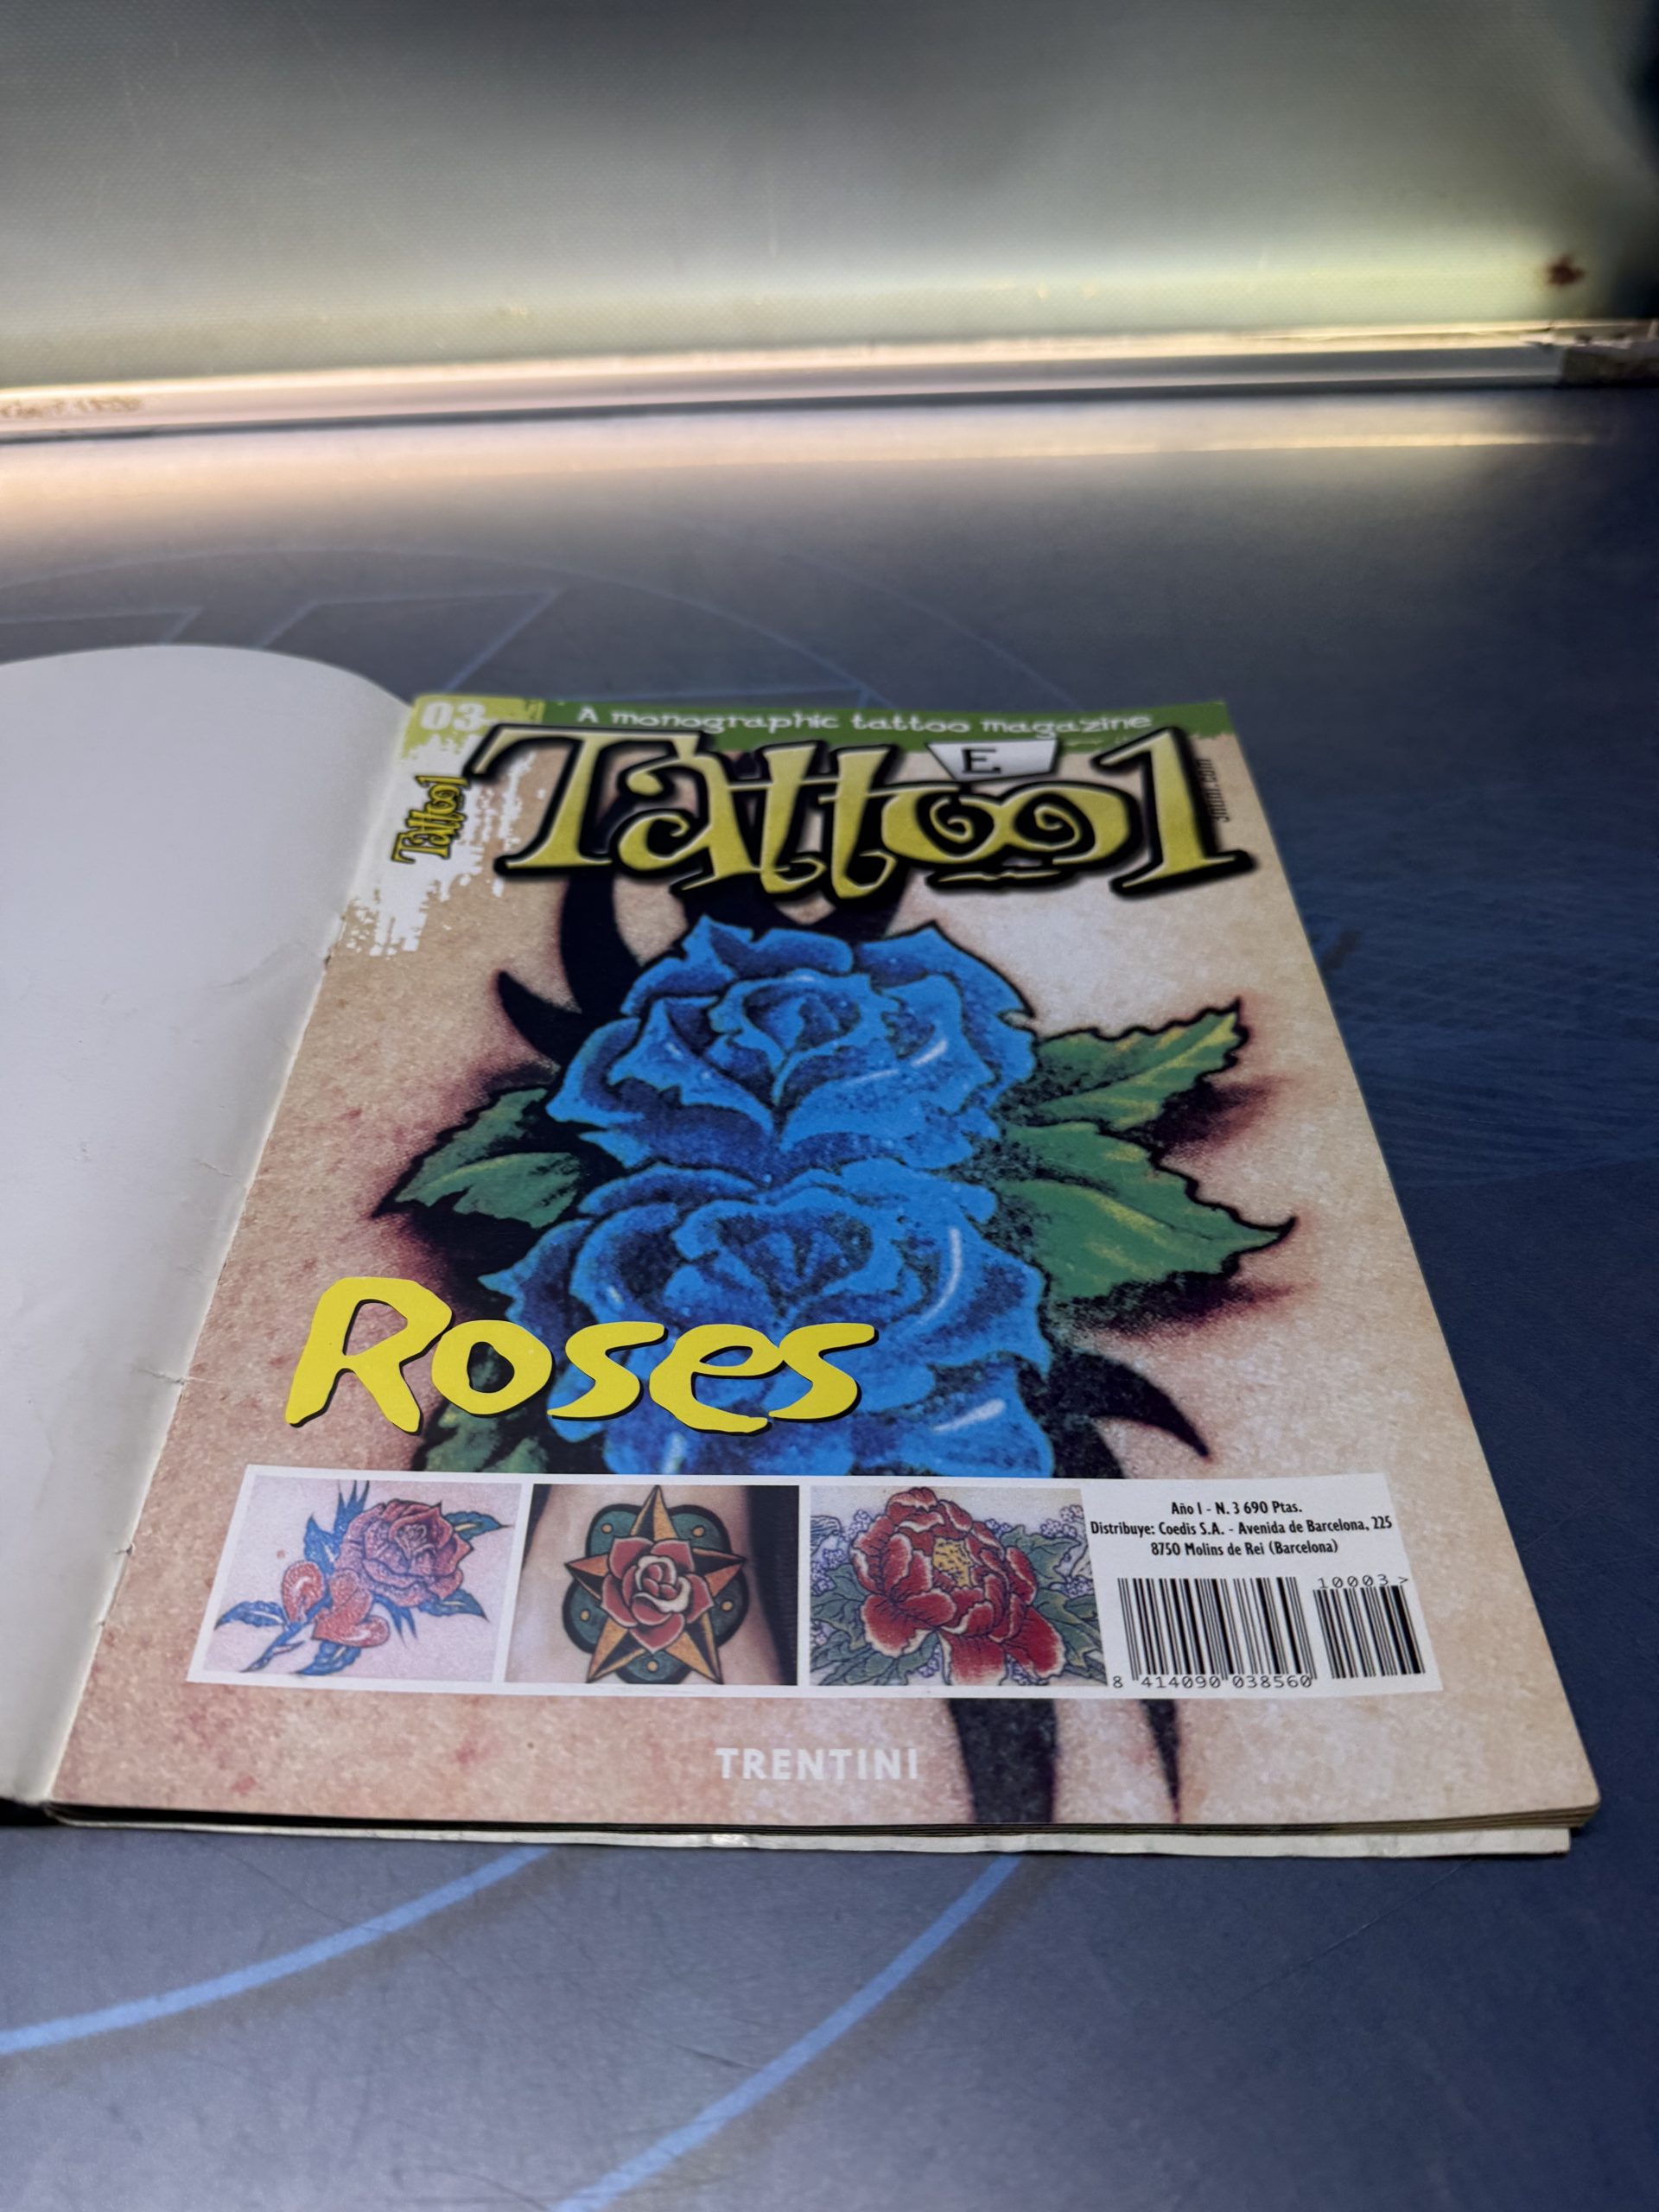 03
A monographic tattoo magazine
E
Tattoo1
Tattoo1
Roses
Año I - N. 3 690 Ptas.
Distribuye: Coedis S.A. - Avenida de Barcelona, 225
8750 Molins de Rei (Barcelona)
10003 >
8 414090 038560
TRENTINI